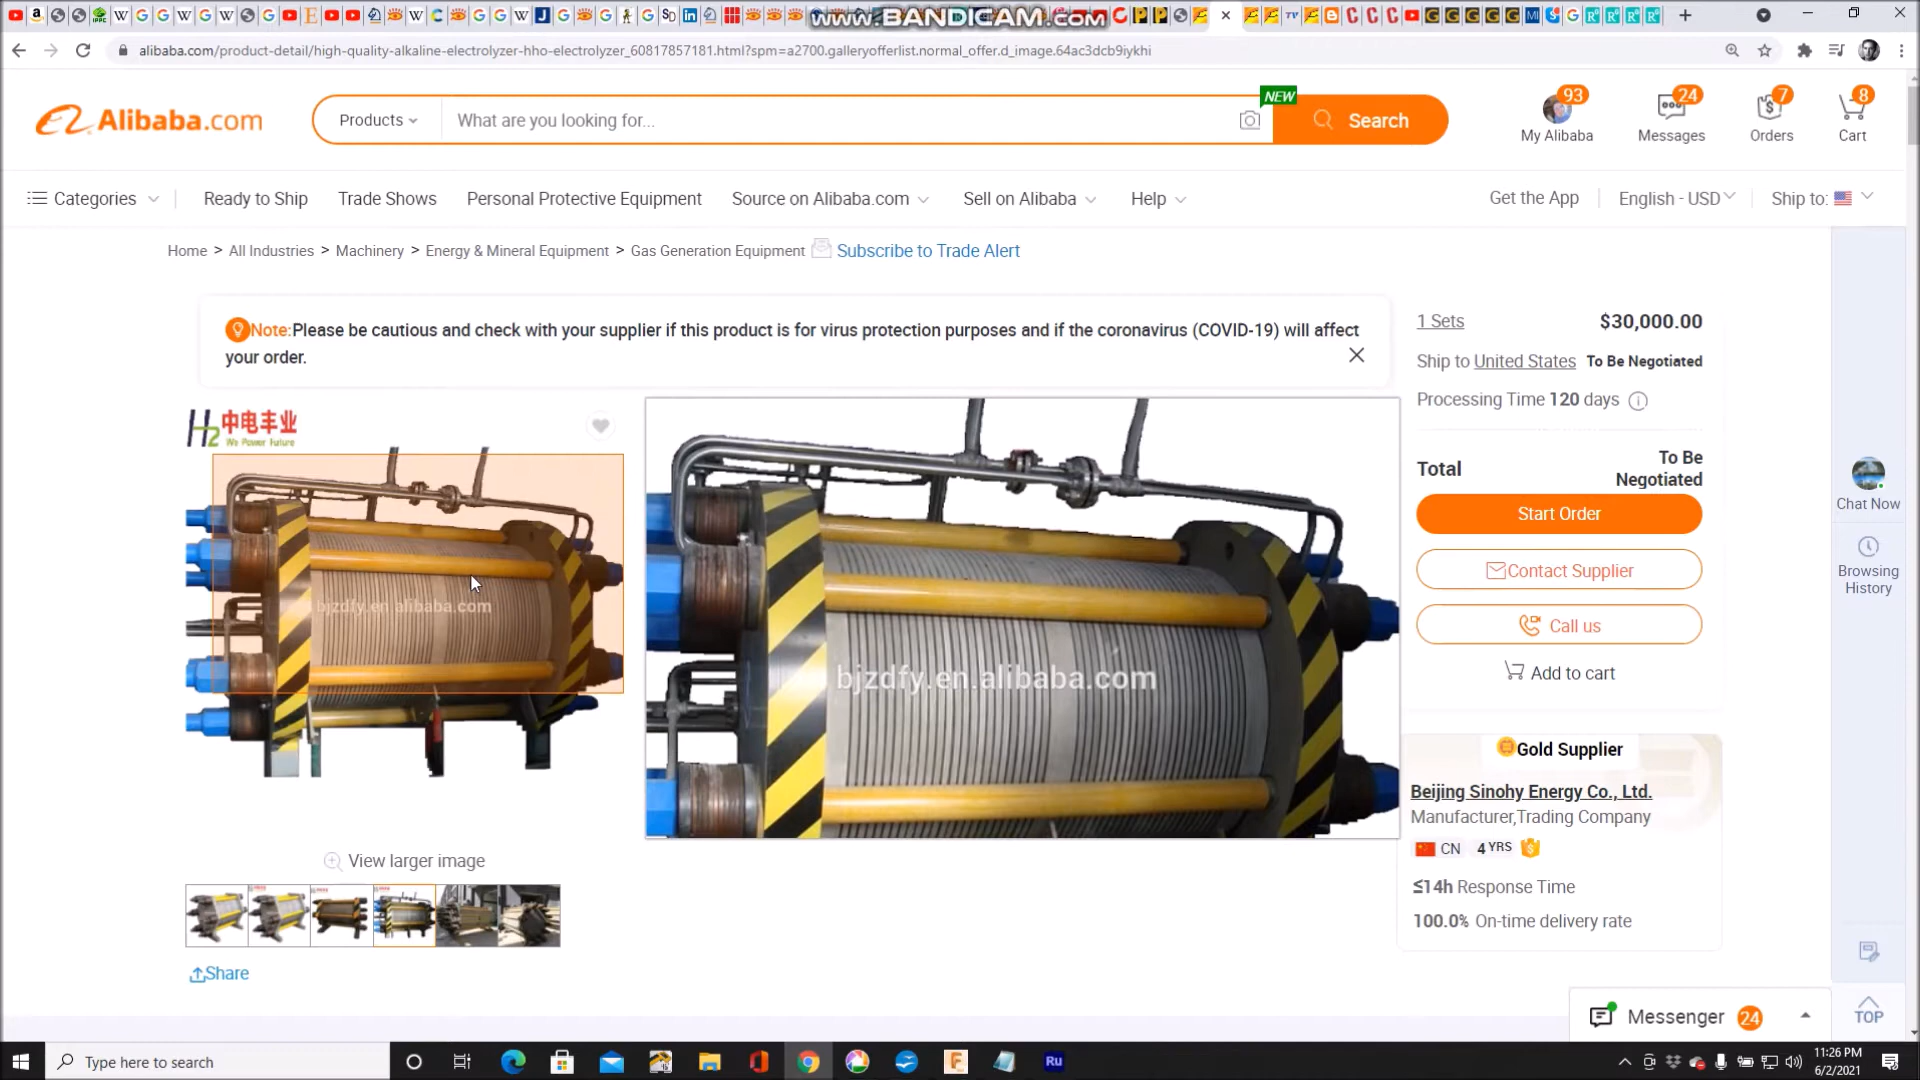 www.BANDICAM.com
alibaba.com/product-detail/high-quality-alkaline-electrolyzer-hho-electrolyzer_60817857181.html?spm=a2700.galleryofferlist.normal_offer.d_image.64ac3dcb9iykhi
Alibaba.com
Products
What are you looking for...
NEW
Search
93
My Alibaba
24
Messages
7
Orders
8
Cart
Categories
Ready to Ship
Trade Shows
Personal Protective Equipment
Source on Alibaba.com
Sell on Alibaba
Help
Get the App
English - USD
Ship to:
Home > All Industries > Machinery > Energy & Mineral Equipment > Gas Generation Equipment
Subscribe to Trade Alert
Note:Please be cautious and check with your supplier if this product is for virus protection purposes and if the coronavirus (COVID-19) will affect
your order.
1 Sets
$30,000.00
Ship to United States To Be Negotiated
Processing Time 120 days
Total
To Be
Negotiated
Start Order
Contact Supplier
Call us
Add to cart
H2 中电丰业
We Power Future
bjzdfy.en.alibaba.com
bjzdfy.en.alibaba.com
View larger image
Share
Gold Supplier
Beijing Sinohy Energy Co., Ltd.
Manufacturer,Trading Company
CN 4 YRS
≤14h Response Time
100.0% On-time delivery rate
Chat Now
Browsing
History
TOP
Messenger 24
Type here to search
Ru
11:26 PM
6/2/2021